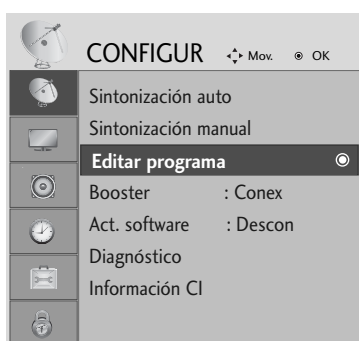 CONFIGUR Mov. OK
Sintonización auto
Sintonización manual
Editar programa
Booster : Conex
Act. software : Descon
Diagnóstico
Información CI